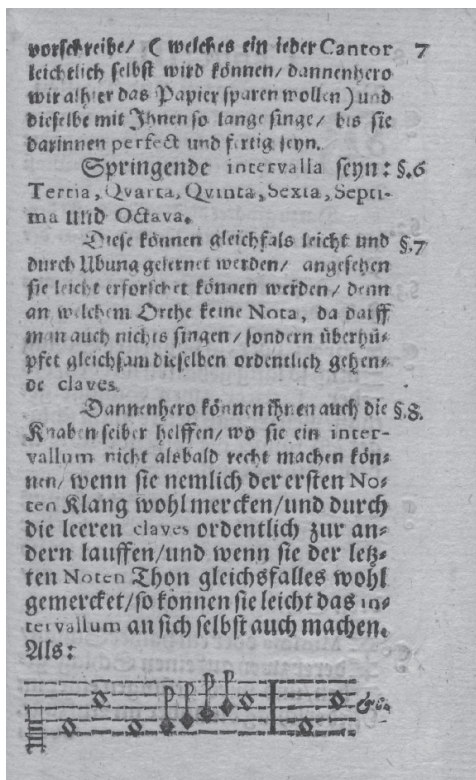 vorschreibe/ ( welches ein ieder Cantor 7
leichtlich selbst wird können/ dannenhero
wir alhier das Papier sparen wollen ) und
dieselbe mit Jhnen so lange singe/ bis sie
darinnen perfect und fertig seyn.
Springende intervalla seyn: §.6
Tertia, Qvarta, Qvinta, Sexta, Septi-
ma und Octava.
Diese können gleichfals leicht und §.7
durch Ubung gelernet werden/ angesehen
sie leicht erforschet können werden/ denn
an welchem Orthe keine Nota, da darff
man auch nichts singen/ sondern überhü-
pfet gleichsam dieselben ordentlich gehen-
de claves.
Dannenhero können ihnen auch die §.8.
Knaben selber helffen/ wo sie ein inter-
vallum nicht alsbald recht machen kön-
nen/ wenn sie nemlich der ersten No-
ten Klang wohl mercken/und durch
die leeren claves ordentlich zur an-
dern lauffen/und wenn sie der letz-
ten Noten Thon gleichsfalles wohl
gemercket/so können sie leicht das in-
tervallum an sich selbst auch machen.
Als: